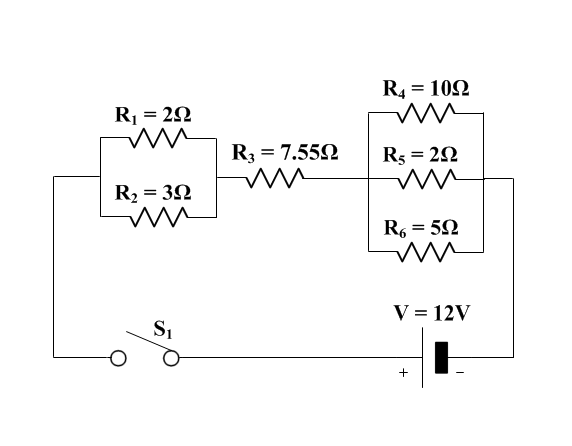 R₄ = 10Ω
R₁ = 2Ω
R₃ = 7.55Ω
R₅ = 2Ω
R₂ = 3Ω
R₆ = 5Ω
V = 12V
S₁
+ −